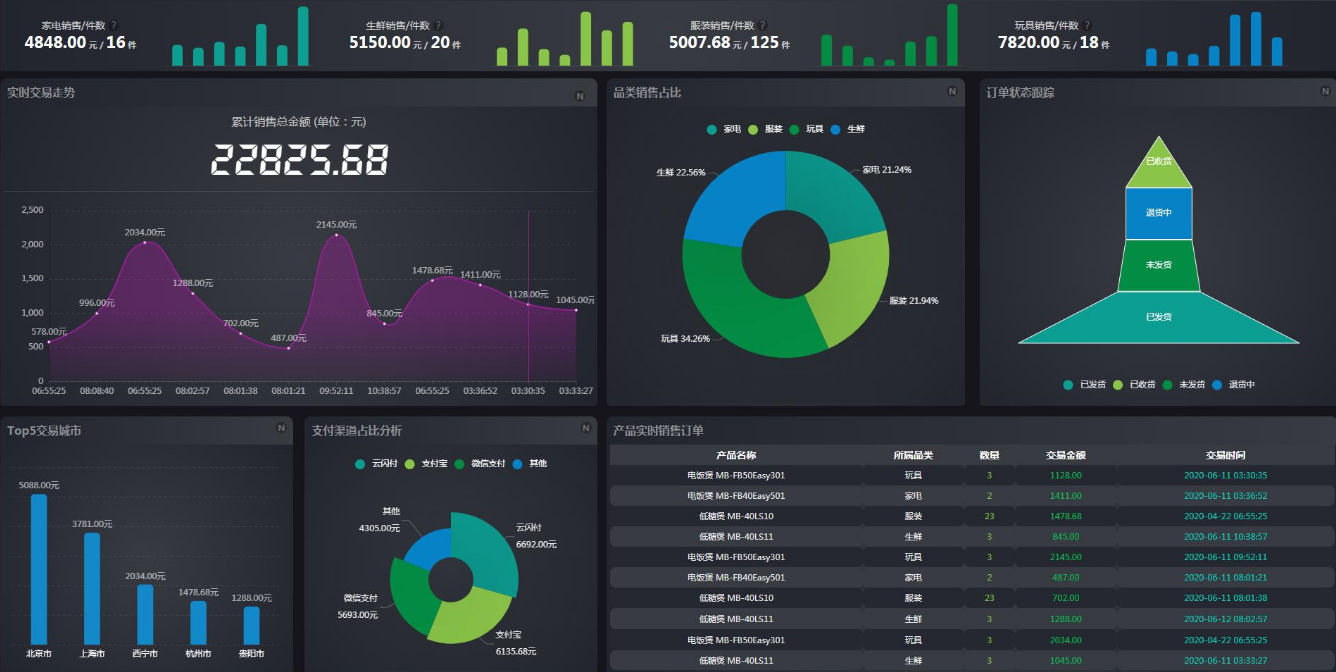 家电销售/件数 ?
4848.00 元 / 16 件
生鲜销售/件数 ?
5150.00 元 / 20 件
服装销售/件数 ?
5007.68 元 / 125 件
玩具销售/件数 ?
7820.00 元 / 18 件
实时交易走势
N
累计销售总金额 (单位：元)
22825.68
2,500
2,000
1,500
1,000
500
0
578.00元
996.00元
2034.00元
1288.00元
702.00元
487.00元
2145.00元
845.00元
1478.68元
1411.00元
1128.00元
1045.00元
06:55:25 08:08:40 06:55:25 08:02:57 08:01:38 08:01:21 09:52:11 10:38:57 06:55:25 03:36:52 03:30:35 03:33:27
品类销售占比
N
家电 服装 玩具 生鲜
生鲜 22.56%
家电 21.24%
服装 21.94%
玩具 34.26%
订单状态跟踪
N
已收货
退货中
未发货
已发货
已发货 已收货 未发货 退货中
Top5交易城市
N
5088.00元
3781.00元
2034.00元
1478.68元
1288.00元
北京市 上海市 西宁市 杭州市 贵阳市
支付渠道占比分析
N
云闪付 支付宝 微信支付 其他
其他
4305.00元
云闪付
6692.00元
微信支付
5693.00元
支付宝
6135.68元
产品实时销售订单
产品名称 所属品类 数量 交易金额 交易时间
电饭煲 MB-FB50Easy301 玩具 3 1128.00 2020-06-11 03:30:35
电饭煲 MB-FB40Easy501 家电 2 1411.00 2020-06-11 03:36:52
低糖煲 MB-40LS10 服装 23 1478.68 2020-04-22 06:55:25
低糖煲 MB-40LS11 生鲜 3 845.00 2020-06-11 10:38:57
电饭煲 MB-FB50Easy301 玩具 3 2145.00 2020-06-11 09:52:11
电饭煲 MB-FB40Easy501 家电 2 487.00 2020-06-11 08:01:21
低糖煲 MB-40LS10 服装 23 702.00 2020-06-11 08:01:38
低糖煲 MB-40LS11 生鲜 3 1288.00 2020-06-12 08:02:57
电饭煲 MB-FB50Easy301 玩具 3 2034.00 2020-04-22 06:55:25
低糖煲 MB-40LS11 生鲜 3 1045.00 2020-06-11 03:33:27